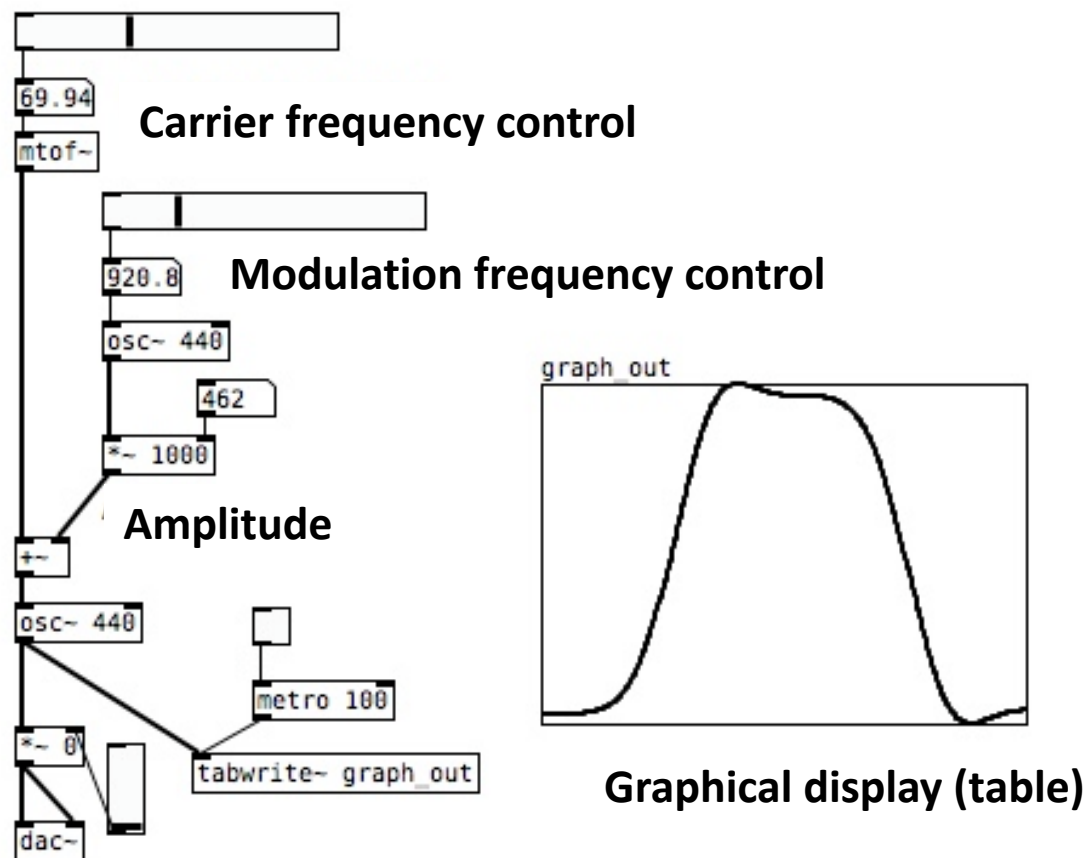 69.94
Carrier frequency control
mtof~
920.8
Modulation frequency control
osc~ 440
graph_out
462
*~ 1000
Amplitude
+~
osc~ 440
metro 100
*~ 0
tabwrite~ graph_out
Graphical display (table)
dac~